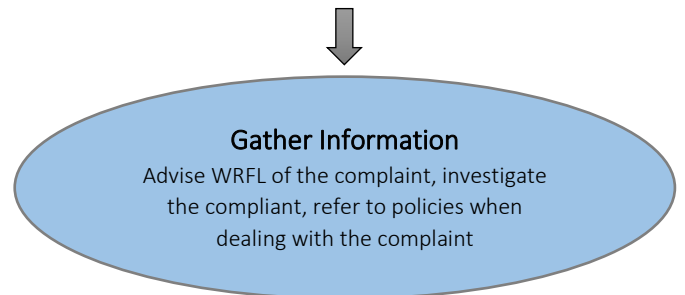 Gather Information
Advise WRFL of the complaint, investigate
the compliant, refer to policies when
dealing with the complaint